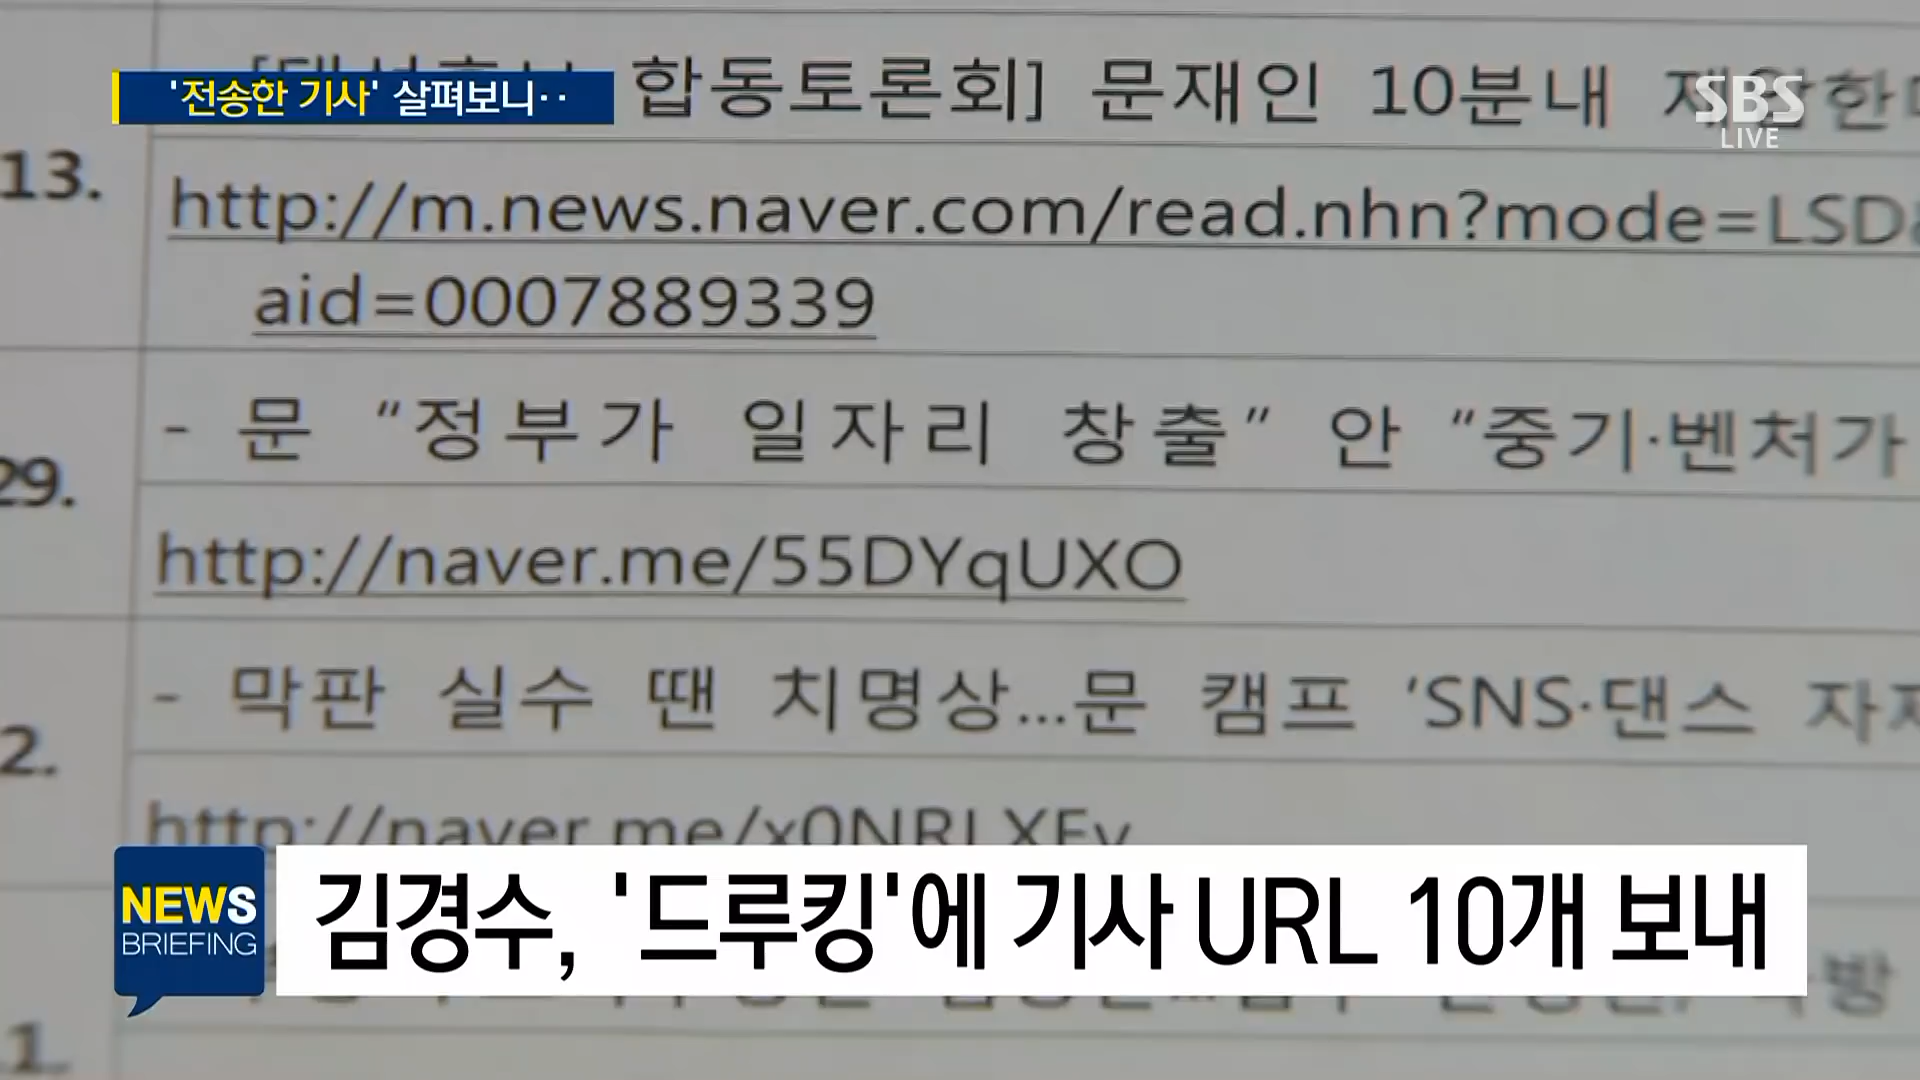 '전송한 기사' 살펴보니‥
합동토론회] 문재인 10분내
SBS
LIVE
13.
http://m.news.naver.com/read.nhn?mode=LSD&
aid=0007889339
- 문 “정부가 일자리 창출” 안 “중기·벤처가
29.
http://naver.me/55DYqUXO
- 막판 실수 땐 치명상...문 캠프 ‘SNS·댄스
2.
http://naver.me/x0NRLXFv
NEWS
BRIEFING
김경수, '드루킹'에 기사 URL 10개 보내
1.